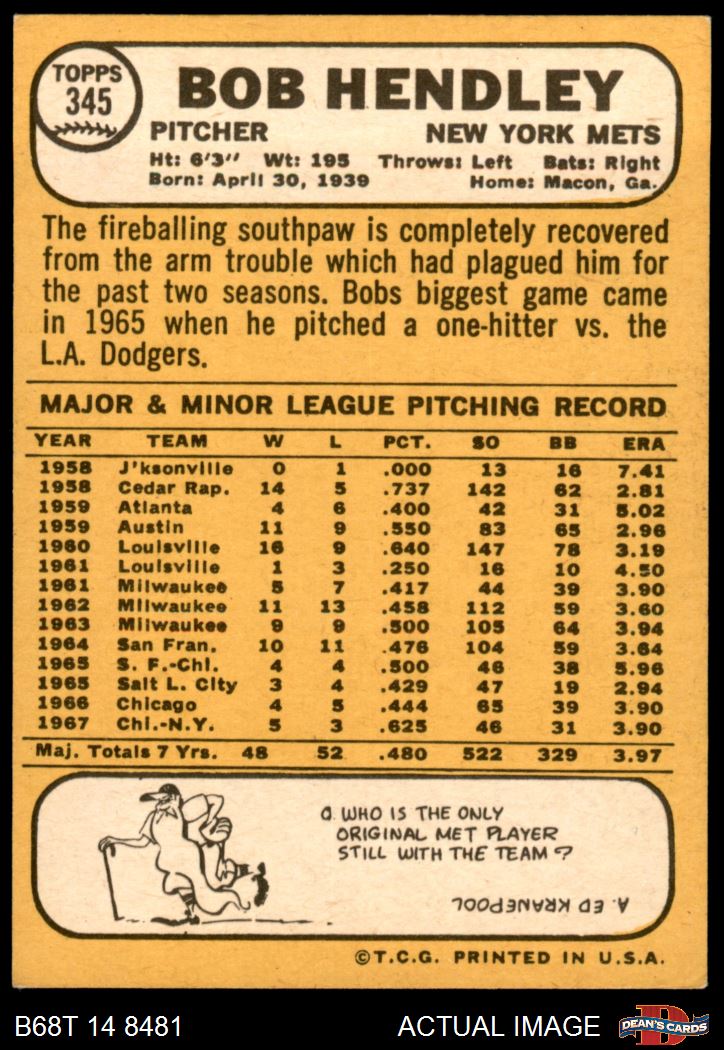 TOPPS
345
BOB HENDLEY
PITCHER NEW YORK METS
Ht: 6'3" Wt: 195 Throws: Left Bats: Right
Born: April 30, 1939 Home: Macon, Ga.
The fireballing southpaw is completely recovered
from the arm trouble which had plagued him for
the past two seasons. Bobs biggest game came
in 1965 when he pitched a one-hitter vs. the
L.A. Dodgers.
MAJOR & MINOR LEAGUE PITCHING RECORD
YEAR TEAM W L PCT. SO BB ERA
1958 J'ksonville 0 1 .000 13 16 7.41
1958 Cedar Rap. 14 5 .737 142 62 2.81
1959 Atlanta 4 6 .400 42 31 5.02
1959 Austin 11 9 .550 83 65 2.96
1960 Louisville 16 9 .640 147 78 3.19
1961 Louisville 1 3 .250 16 10 4.50
1961 Milwaukee 5 7 .417 44 39 3.90
1962 Milwaukee 11 13 .458 112 59 3.60
1963 Milwaukee 9 9 .500 105 64 3.94
1964 San Fran. 10 11 .476 104 59 3.64
1965 S. F.-Chi. 4 4 .500 46 38 5.96
1965 Salt L. City 3 4 .429 47 19 2.94
1966 Chicago 4 5 .444 65 39 3.90
1967 Chi.-N.Y. 5 3 .625 46 31 3.90
Maj. Totals 7 Yrs. 48 52 .480 522 329 3.97
Q. WHO IS THE ONLY
ORIGINAL MET PLAYER
STILL WITH THE TEAM?
A. ED KRANEPOOL
©T.C.G. PRINTED IN U.S.A.
B68T 14 8481 ACTUAL IMAGE
D
DEAN'S CARDS